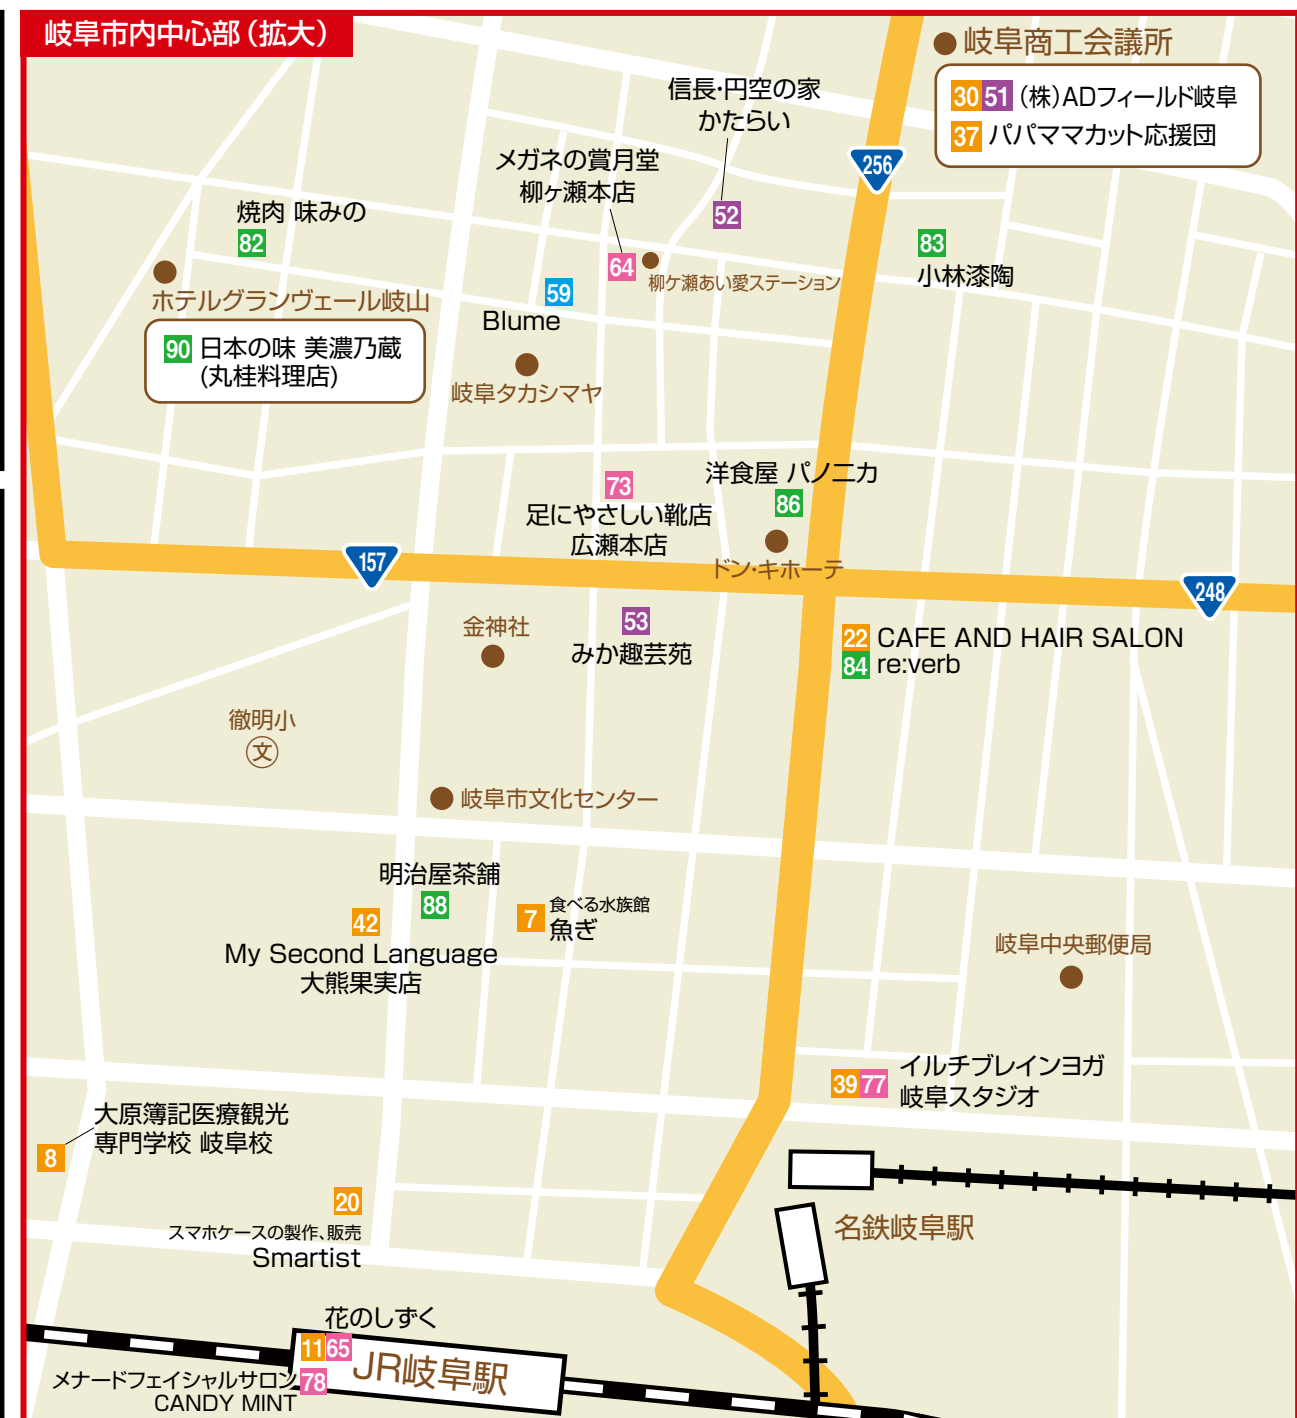 岐阜市内中心部（拡大）
岐阜商工会議所
30 51 (株)ADフィールド岐阜
37 パパママカット応援団
信長・円空の家
かたらい
52
256
メガネの賞月堂
柳ヶ瀬本店
64
柳ケ瀬あい愛ステーション
焼肉 味みの
82
83
小林漆陶
ホテルグランヴェール岐山
90 日本の味 美濃乃蔵
(丸桂料理店)
59
Blume
岐阜タカシマヤ
73
足にやさしい靴店
広瀬本店
洋食屋 パノニカ
86
ドン・キホーテ
157
248
金神社
53
みか趣芸苑
22 CAFE AND HAIR SALON
84 re:verb
徹明小
文
岐阜市文化センター
明治屋茶舗
88
42
My Second Language
大熊果実店
7 食べる水族館
魚ぎ
岐阜中央郵便局
39 77 イルチブレインヨガ
岐阜スタジオ
大原簿記医療観光
専門学校 岐阜校
8
20
スマホケースの製作、販売
Smartist
名鉄岐阜駅
花のしずく
11 65
JR岐阜駅
メナードフェイシャルサロン 78
CANDY MINT